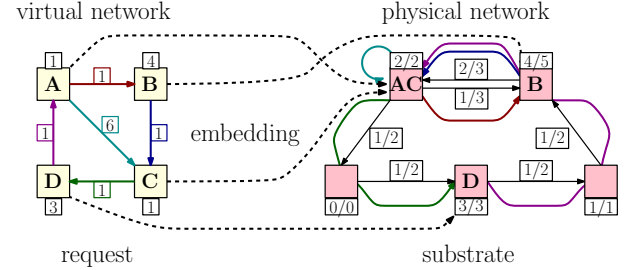 virtual network physical network
1 4 2/2 4/5
A 1 B AC 2/3 B
1/3
1 6 1 embedding 1/2 1/2
D 1 C 1/2 D 1/2
3 1 0/0 3/3 1/1
request substrate